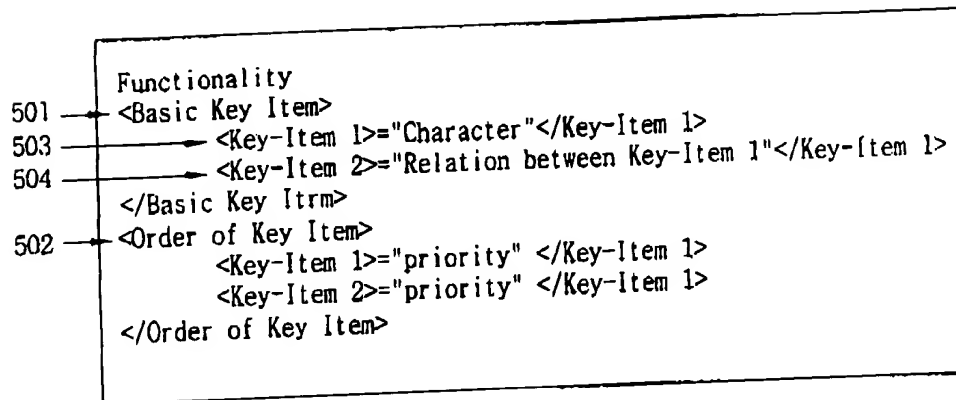 Functionality
501 <Basic Key Item>
503 <Key-Item 1>="Character"</Key-Item 1>
504 <Key-Item 2>="Relation between Key-Item 1"</Key-Item 1>
</Basic Key Itrm>
502 <Order of Key Item>
<Key-Item 1>="priority" </Key-Item 1>
<Key-Item 2>="priority" </Key-Item 1>
</Order of Key Item>